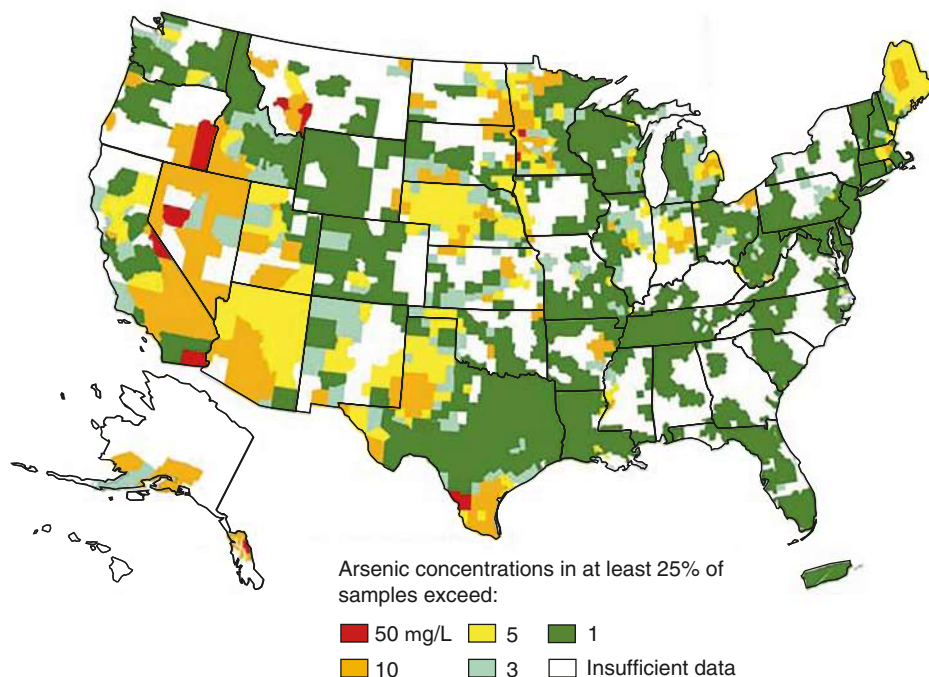 Arsenic concentrations in at least 25% of
samples exceed:
50 mg/L 5 1
10 3 Insufficient data